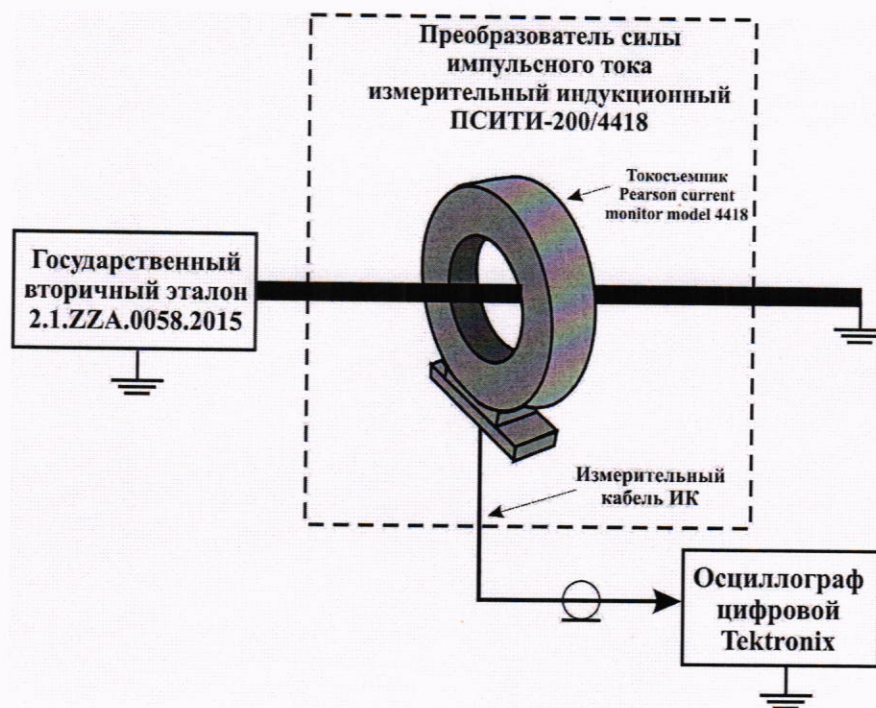 Преобразователь силы
импульсного тока
измерительный индукционный
ПСИТИ-200/4418
Токосъемник
Pearson current
monitor model 4418
Государственный
вторичный эталон
2.1.ZZA.0058.2015
Измерительный
кабель ИК
Осциллограф
цифровой
Tektronix